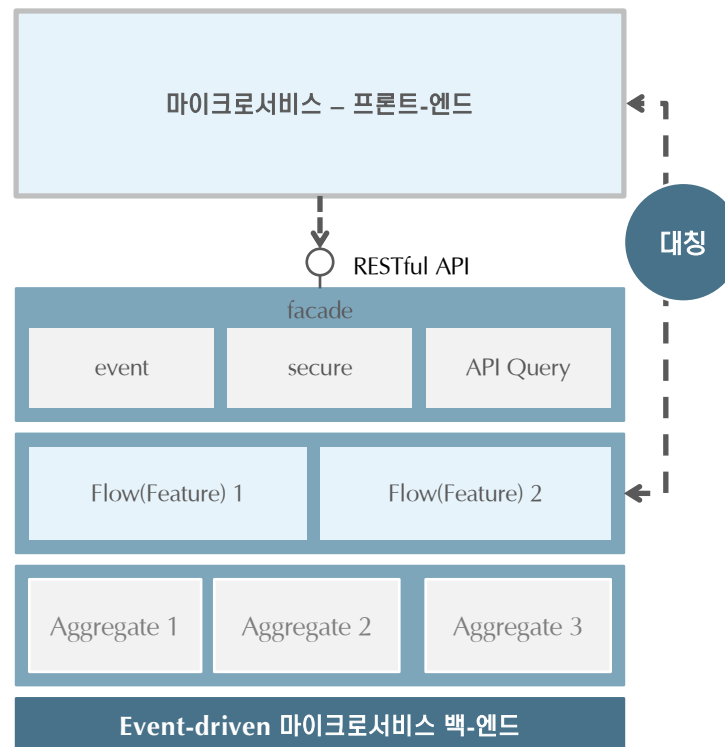 마이크로서비스 – 프론트-엔드
대칭
RESTful API
facade
event
secure
API Query
Flow(Feature) 1
Flow(Feature) 2
Aggregate 1
Aggregate 2
Aggregate 3
Event-driven 마이크로서비스 백-엔드